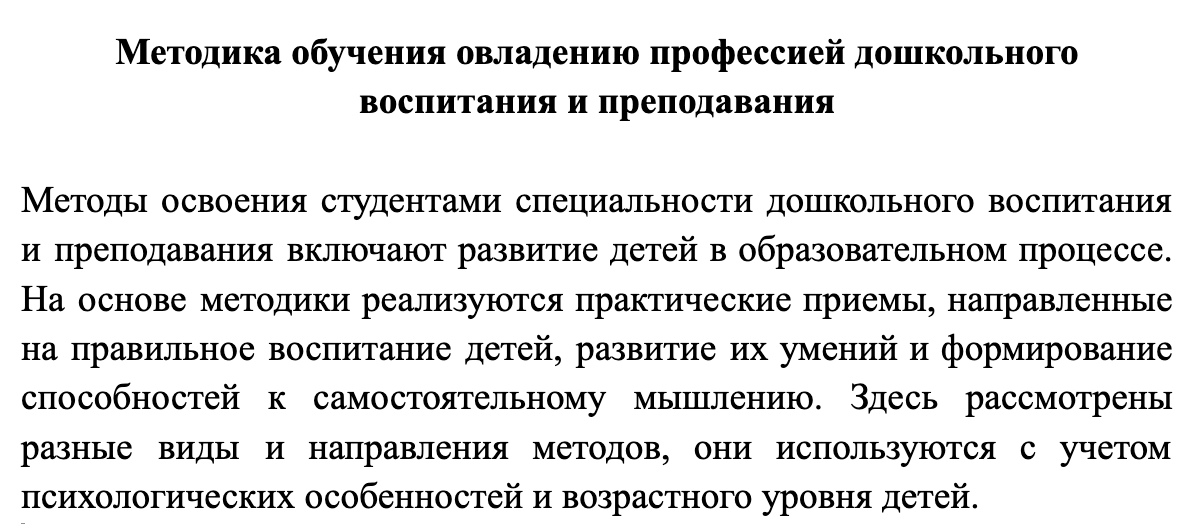 Методика обучения овладению профессией дошкольного
воспитания и преподавания
Методы освоения студентами специальности дошкольного воспитания
и преподавания включают развитие детей в образовательном процессе.
На основе методики реализуются практические приемы, направленные
на правильное воспитание детей, развитие их умений и формирование
способностей к самостоятельному мышлению. Здесь рассмотрены
разные виды и направления методов, они используются с учетом
психологических особенностей и возрастного уровня детей.